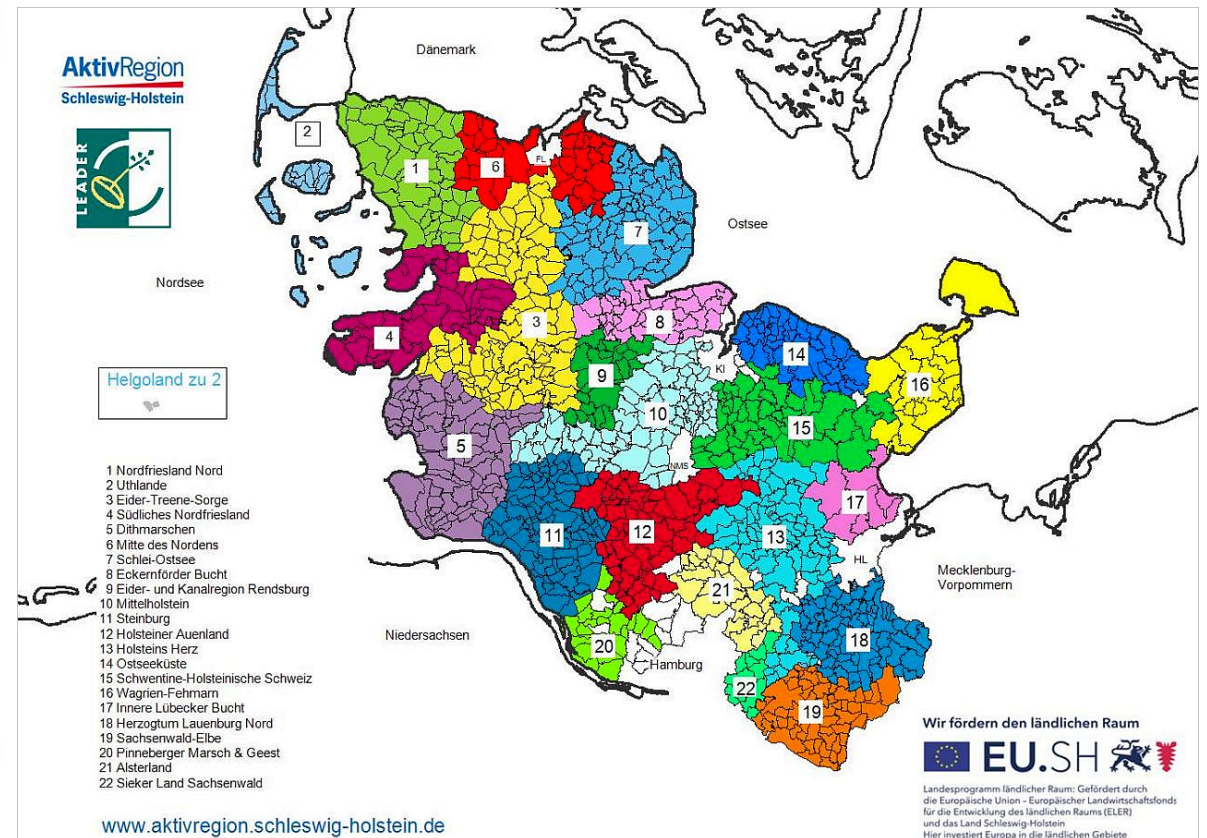 AktivRegion
Schleswig-Holstein
LEADER
Dänemark
Nordsee
Ostsee
Niedersachsen
Hamburg
Mecklenburg-
Vorpommern
2
1
6
FL
7
3
8
4
14
KI
9
16
10
15
5
NMS
17
12
11
13
HL
21
18
20
22
19
Helgoland zu 2
1 Nordfriesland Nord
2 Uthlande
3 Eider-Treene-Sorge
4 Südliches Nordfriesland
5 Dithmarschen
6 Mitte des Nordens
7 Schlei-Ostsee
8 Eckernförder Bucht
9 Eider- und Kanalregion Rendsburg
10 Mittelholstein
11 Steinburg
12 Holsteiner Auenland
13 Holsteins Herz
14 Ostseeküste
15 Schwentine-Holsteinische Schweiz
16 Wagrien-Fehmarn
17 Innere Lübecker Bucht
18 Herzogtum Lauenburg Nord
19 Sachsenwald-Elbe
20 Pinneberger Marsch & Geest
21 Alsterland
22 Sieker Land Sachsenwald
www.aktivregion.schleswig-holstein.de
Wir fördern den ländlichen Raum
EU.SH
Landesprogramm ländlicher Raum: Gefördert durch
die Europäische Union - Europäischer Landwirtschaftsfonds
für die Entwicklung des ländlichen Raums (ELER)
und das Land Schleswig-Holstein
Hier investiert Europa in die ländlichen Gebiete